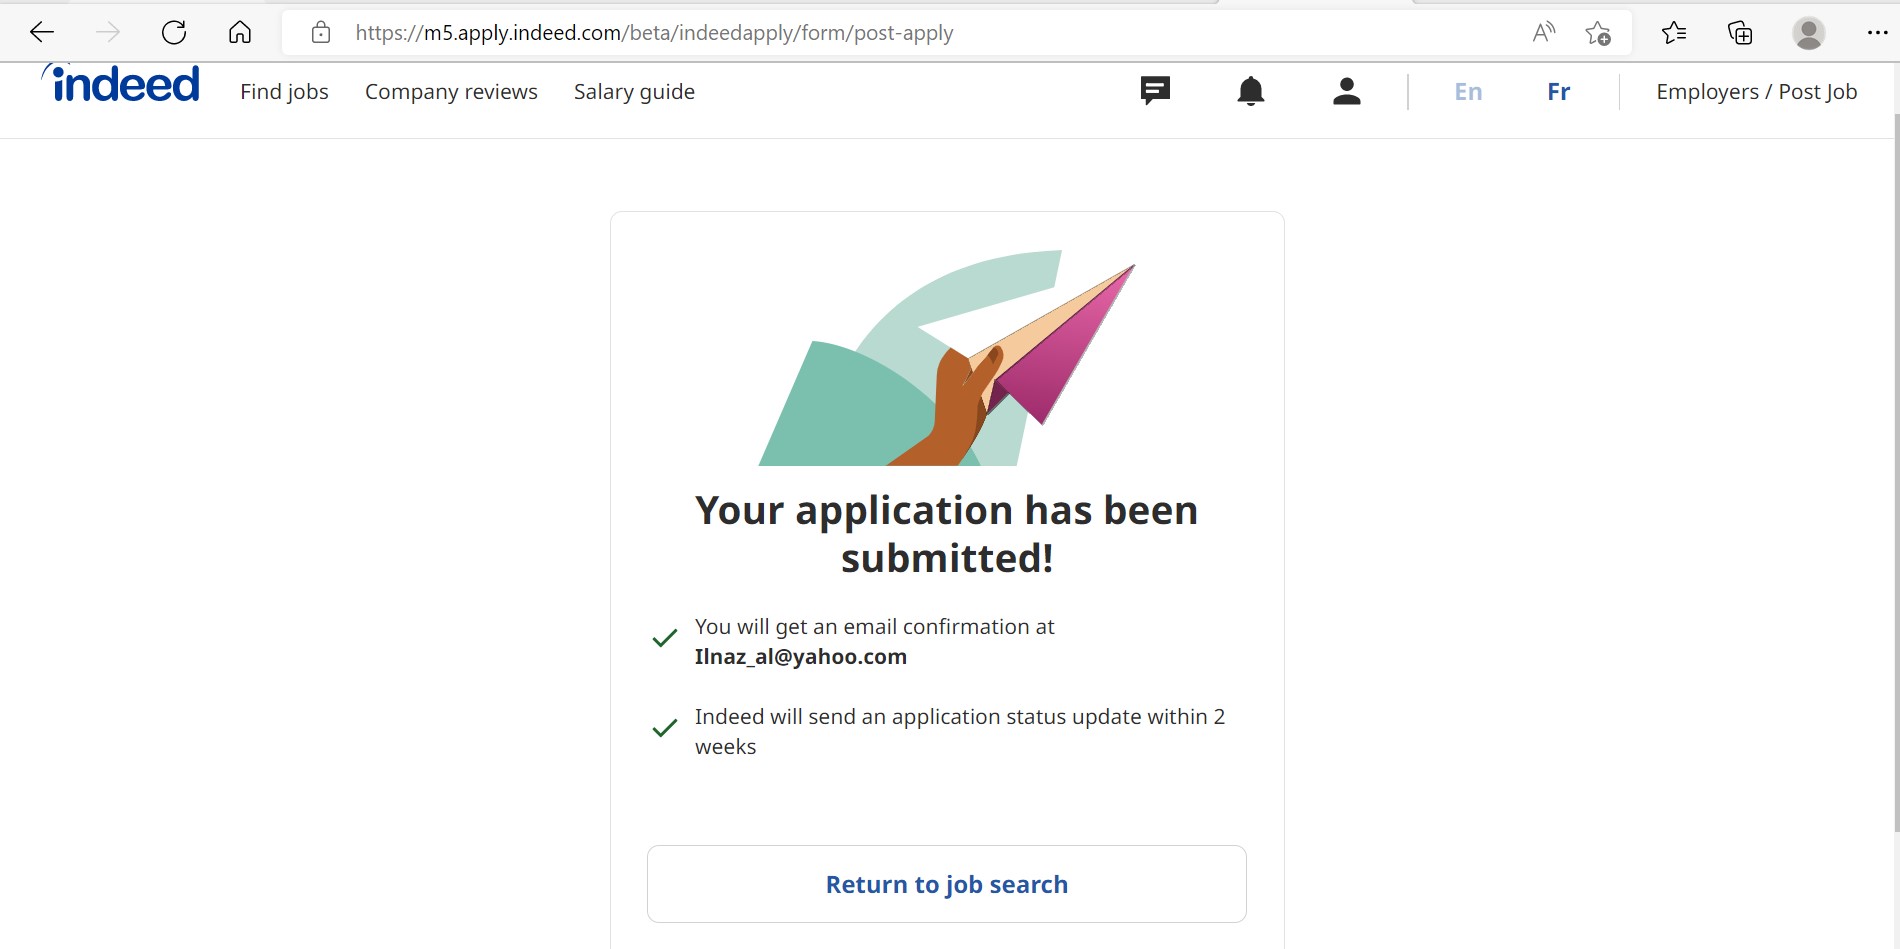 https://m5.apply.indeed.com/beta/indeedapply/form/post-apply
indeed Find jobs Company reviews Salary guide En Fr Employers / Post Job
Your application has been
submitted!
You will get an email confirmation at
Ilnaz_al@yahoo.com
Indeed will send an application status update within 2
weeks
Return to job search